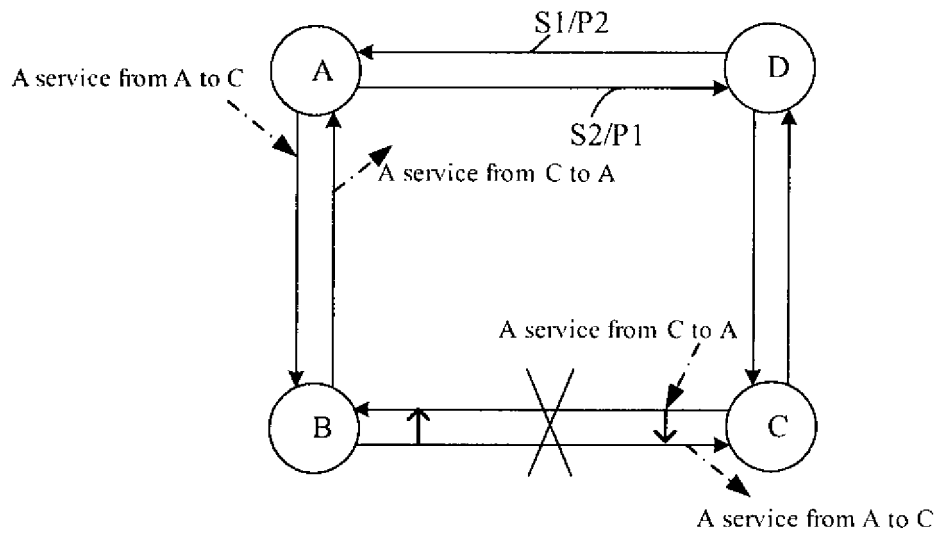 S1/P2
A
D
A service from A to C
S2/P1
A service from C to A
A service from C to A
B
C
A service from A to C